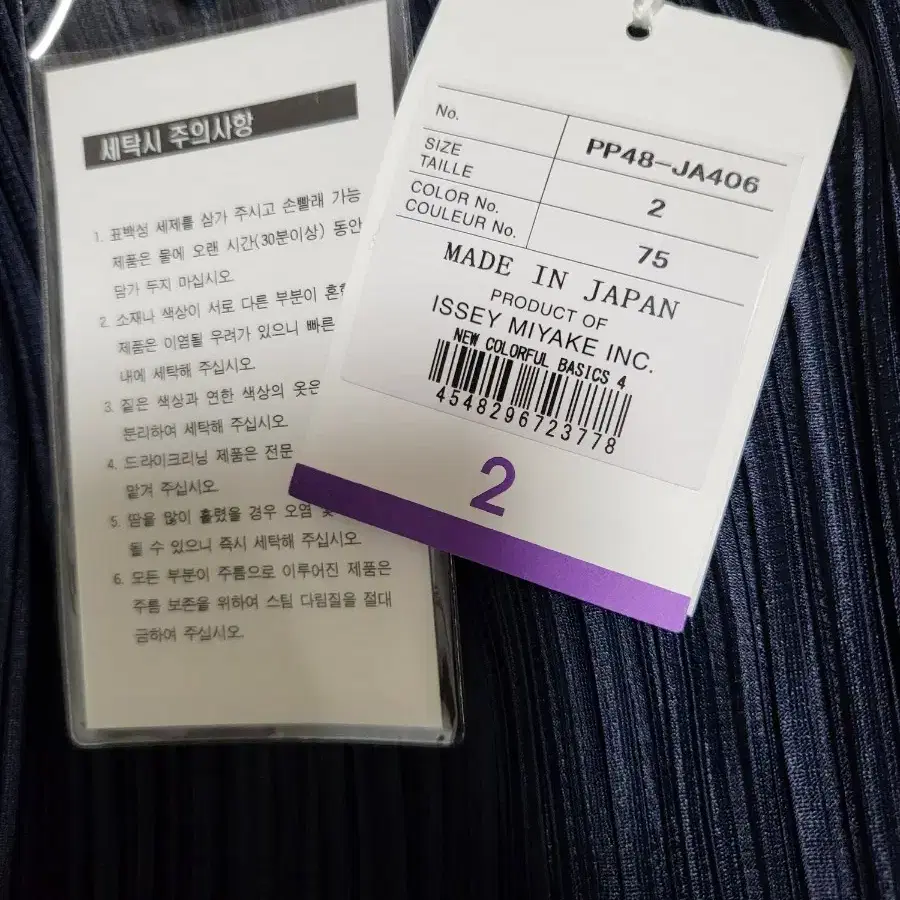 세탁시 주의사항
1. 표백성 세제를 삼가 주시고 손빨래 가능
제품은 물에 오랜 시간(30분이상) 동안
담가 두지 마십시오
2. 소재나 색상이 서로 다른 부분이
제품은 이염될 우려가 있으니 빠른
내에 세탁해 주십시오.
3. 짙은 색상과 연한 색상의 옷은
분리하여 세탁해 주십시오.
4. 드라이크리닝 제품은 전문
맡겨 주십시오.
5. 땀을 많이 흘렸을 경우 오염
될 수 있으니 즉시 세탁해 주십시오.
6. 모든 부분이 주름으로 이루어진 제품은
주름 보존을 위하여 스팀 다림질을 절대
금하여 주십시오.
No. PP48-JA406
SIZE
TAILLE 2
COLOR No.
COULEUR No. 75
MADE IN JAPAN
PRODUCT OF
ISSEY MIYAKE INC.
NEW COLORFUL BASICS 4
4548296723778
2